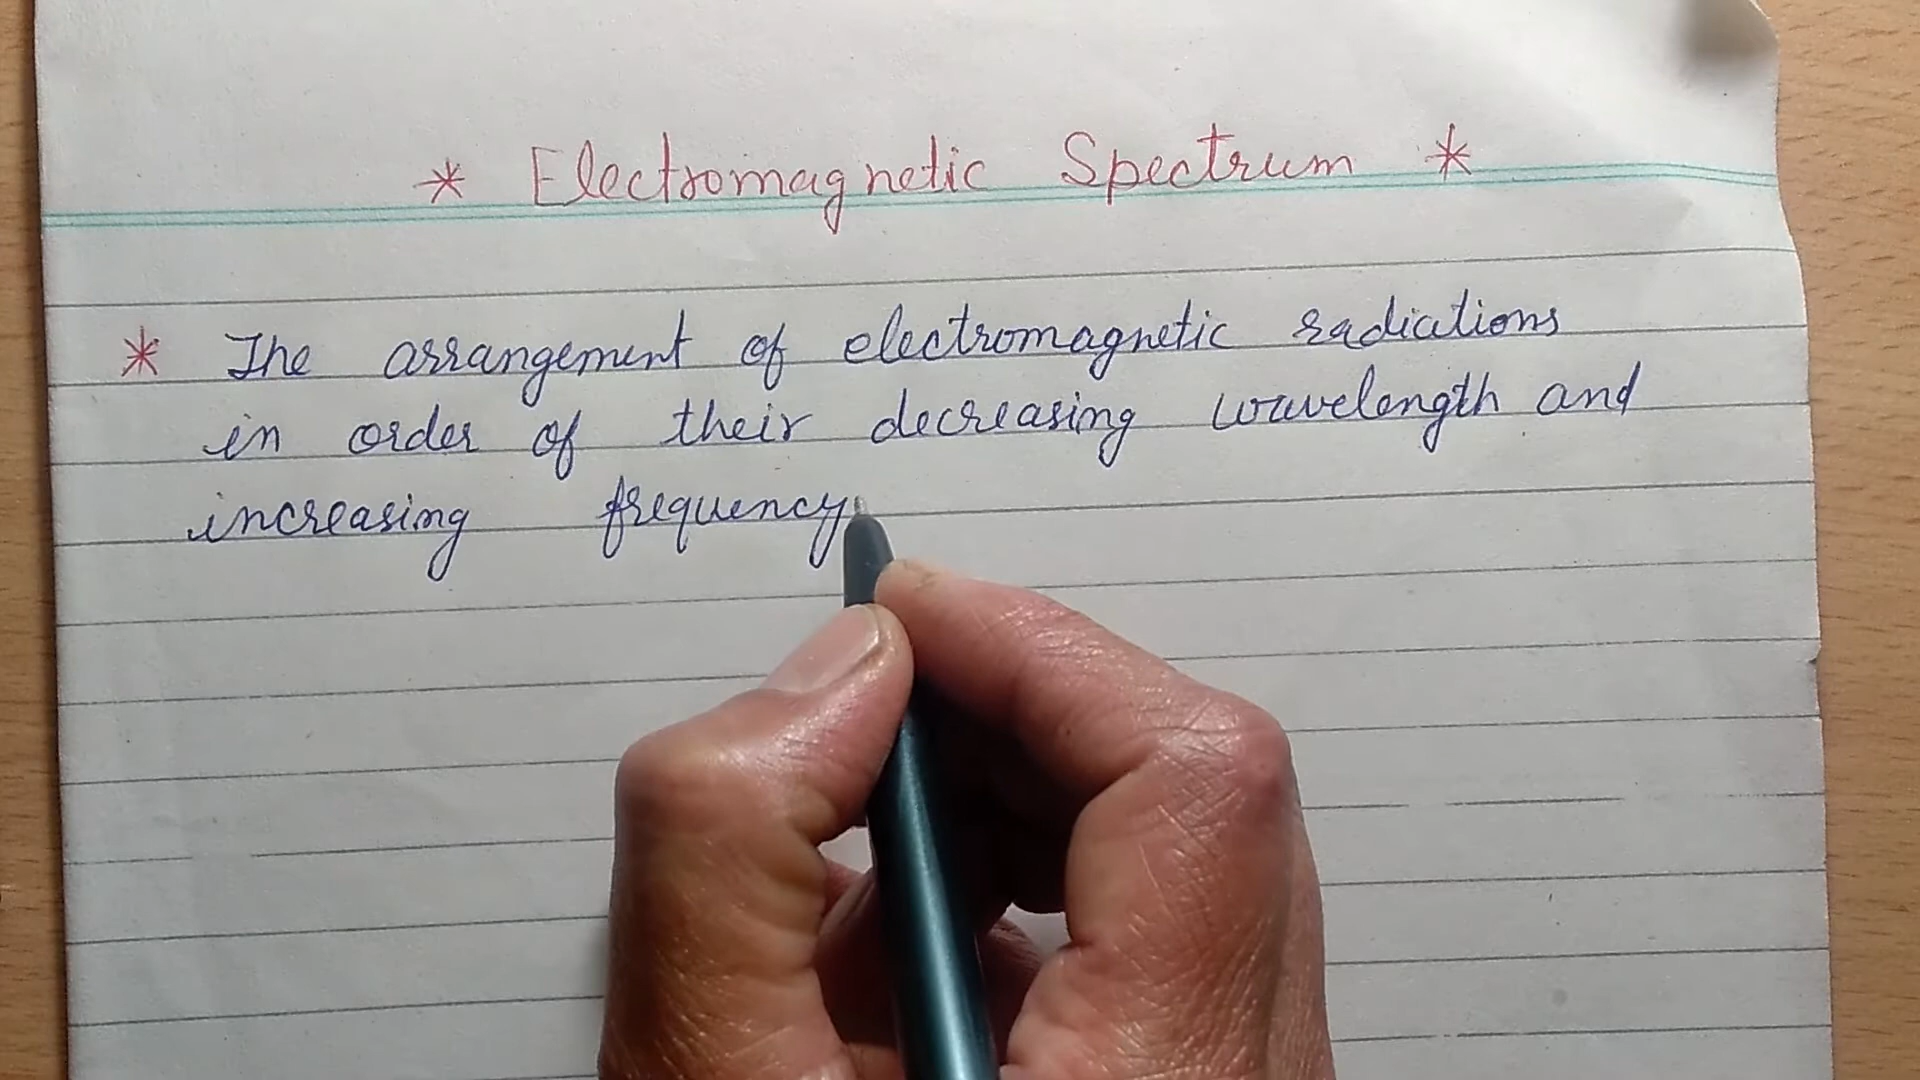 * Electromagnetic Spectrum *
* The arrangement of electromagnetic radiations
in order of their decreasing wavelength and
increasing frequency